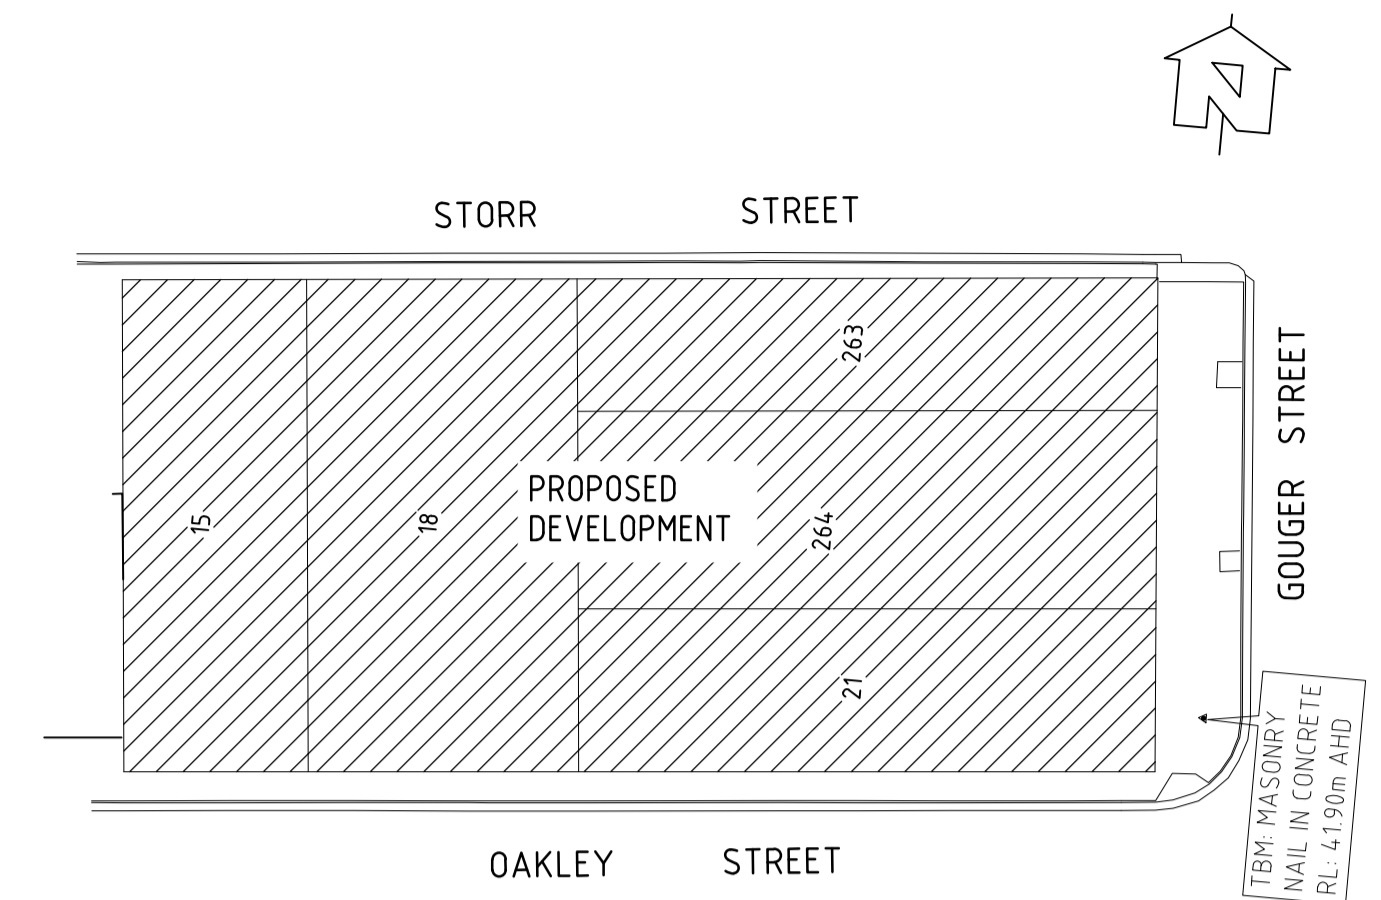 N
STORR STREET
263
PROPOSED
DEVELOPMENT
15
18
264
21
GOUGER STREET
TBM: MASONRY
NAIL IN CONCRETE
RL: 41.90m AHD
OAKLEY STREET